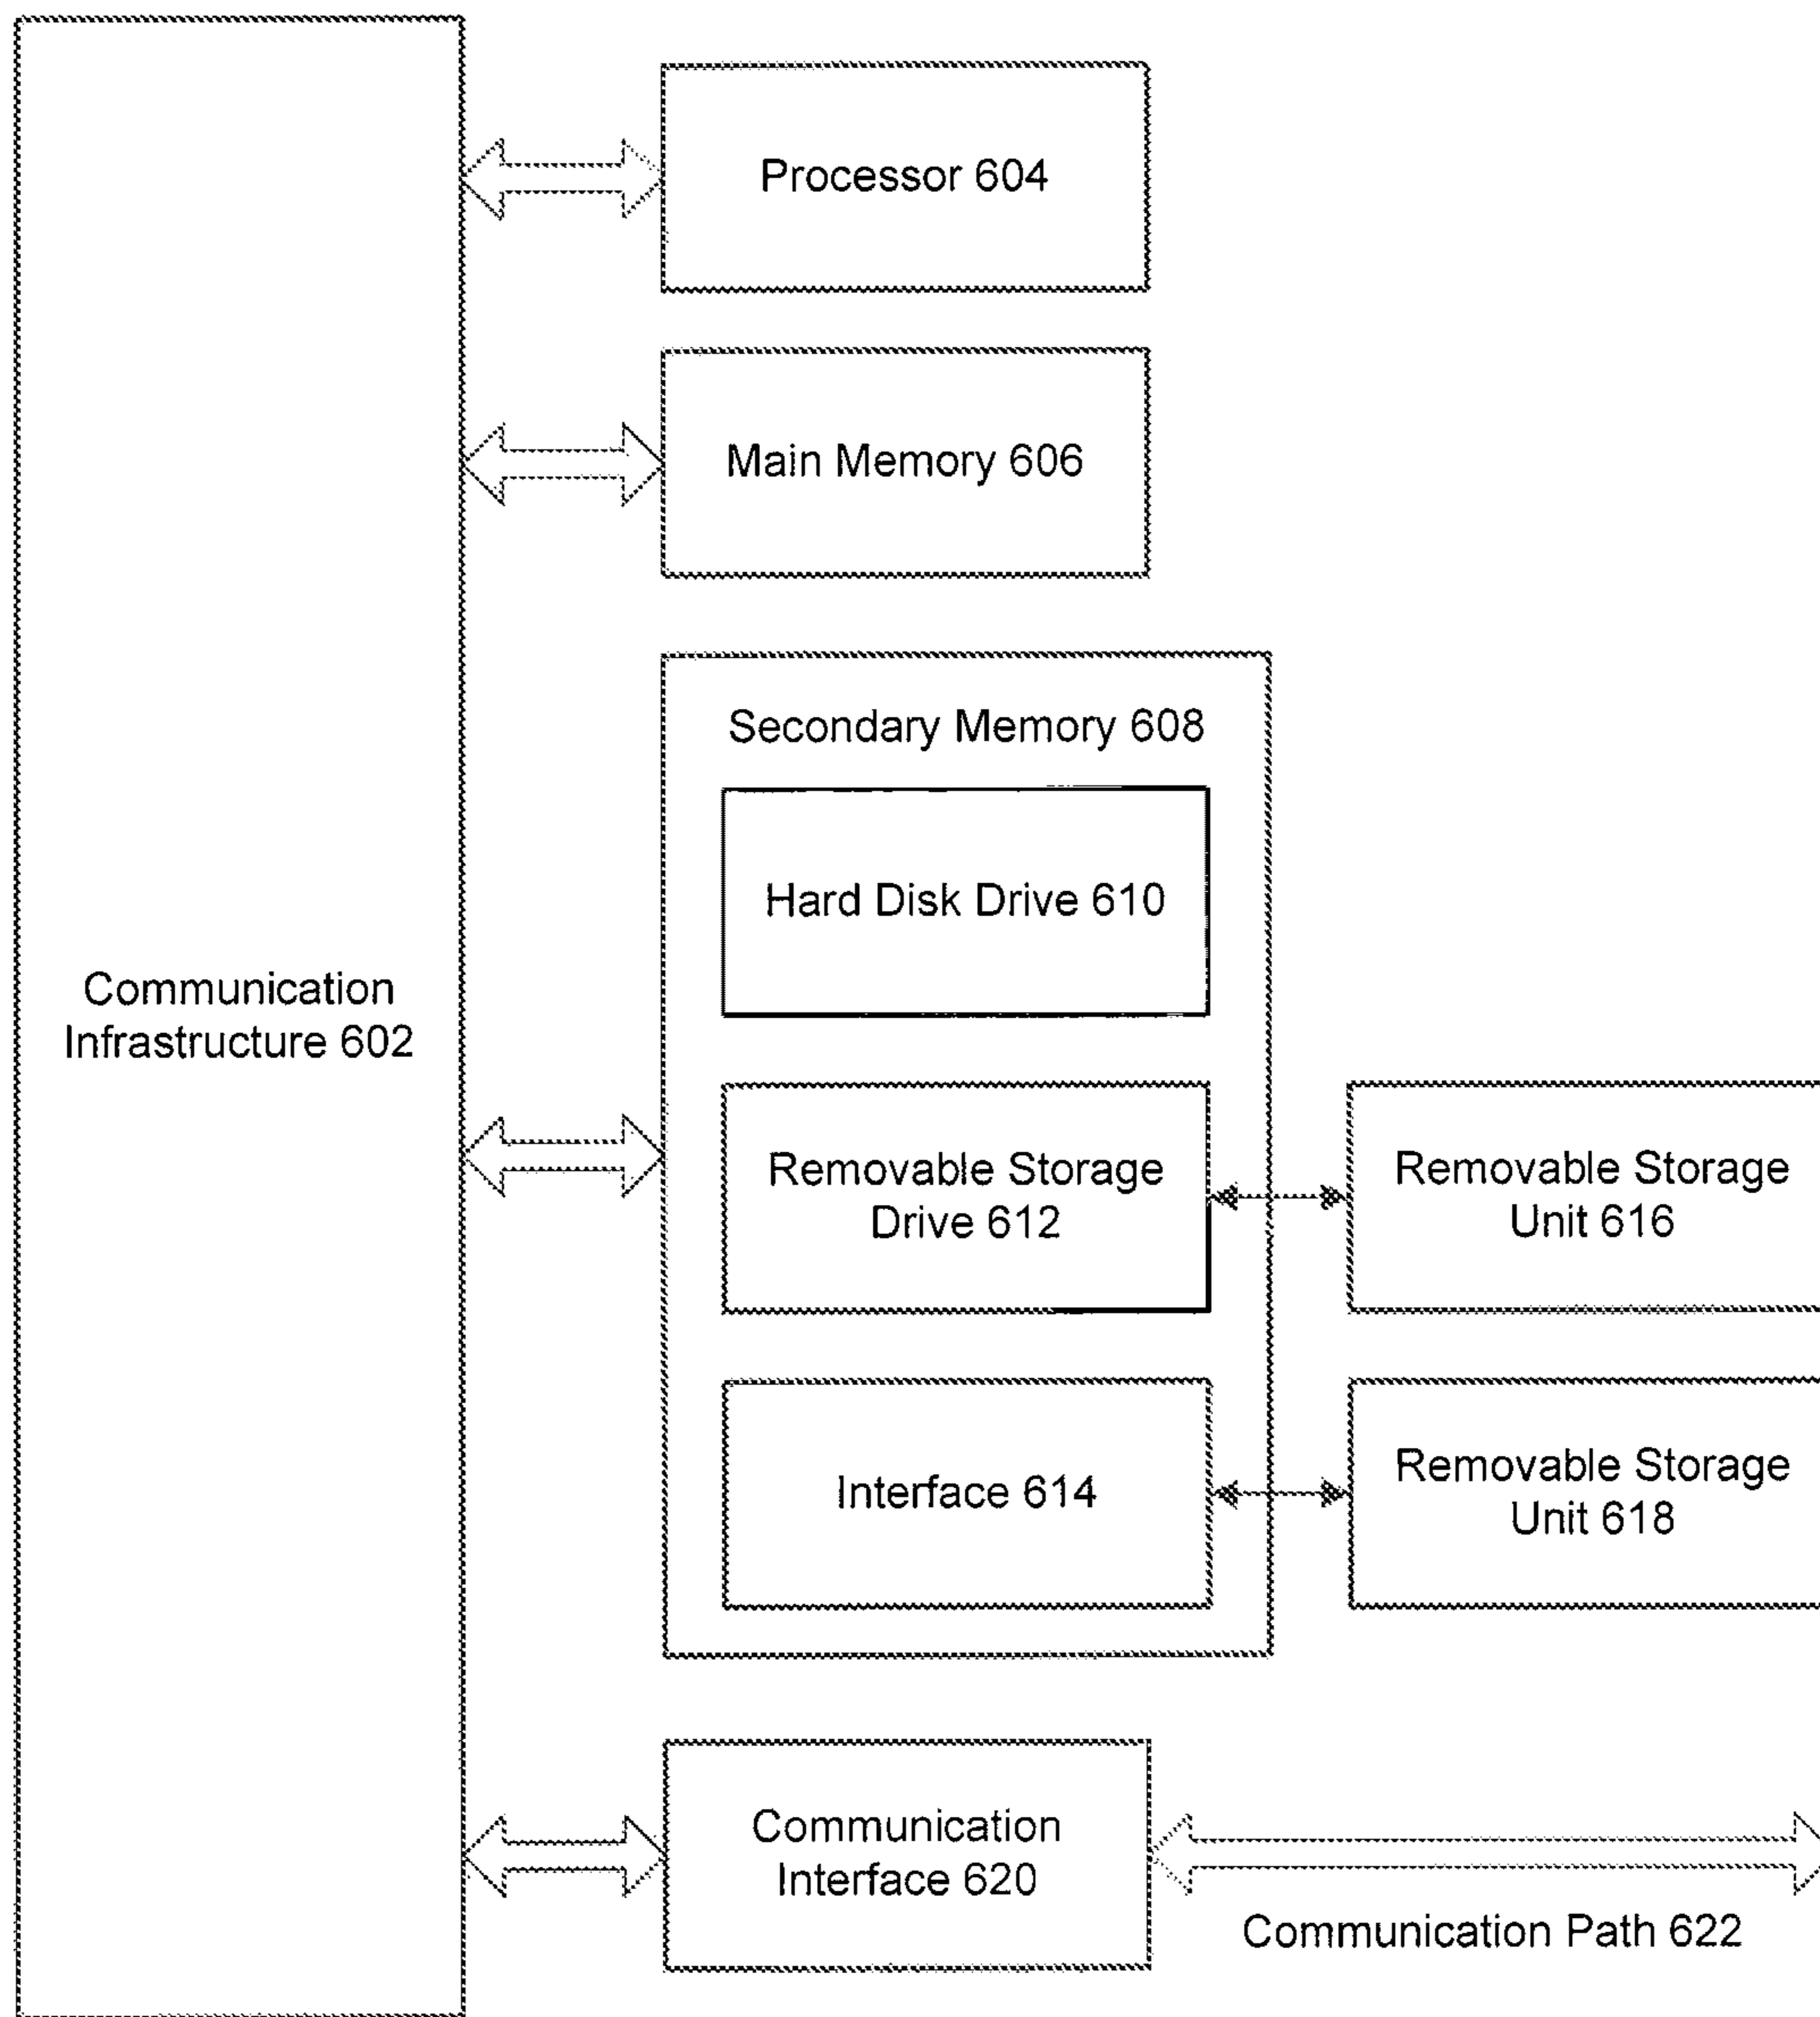 Processor 604
Main Memory 606
Secondary Memory 608
Hard Disk Drive 610
Communication
Infrastructure 602
Removable Storage
Drive 612
Removable Storage
Unit 616
Interface 614
Removable Storage
Unit 618
Communication
Interface 620
Communication Path 622